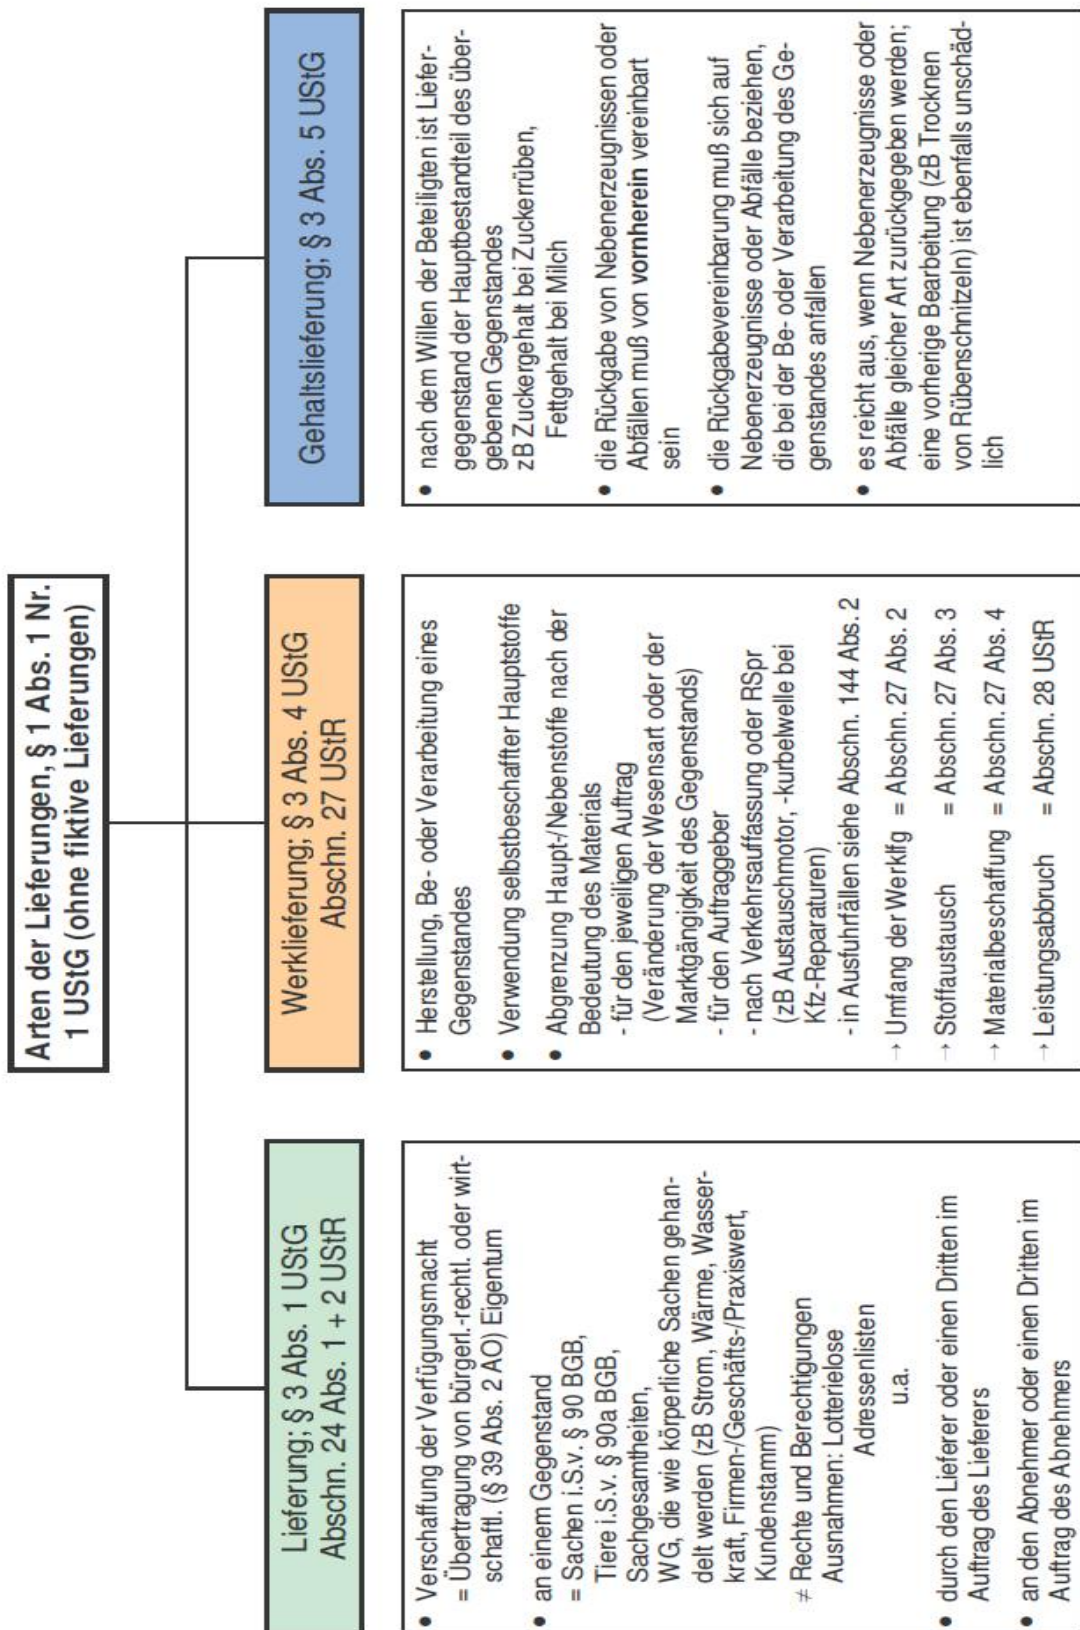 Arten der Lieferungen, § 1 Abs. 1 Nr.
1 UStG (ohne fiktive Lieferungen)
Lieferung; § 3 Abs. 1 UStG
Abschn. 24 Abs. 1 + 2 UStR
• Verschaffung der Verfügungsmacht
= Übertragung von bürgerl.-rechtl. oder wirt-
schaftl. (§ 39 Abs. 2 AO) Eigentum
• an einem Gegenstand
= Sachen i.S.v. § 90 BGB,
Tiere i.S.v. § 90a BGB,
Sachgesamtheiten,
WG, die wie körperliche Sachen gehan-
delt werden (zB Strom, Wärme, Wasser-
kraft, Firmen-/Geschäfts-/Praxiswert,
Kundenstamm)
≠ Rechte und Berechtigungen
Ausnahmen: Lotterielose
Adressenlisten
u.a.
• durch den Lieferer oder einen Dritten im
Auftrag des Lieferers
• an den Abnehmer oder einen Dritten im
Auftrag des Abnehmers
Werklieferung; § 3 Abs. 4 UStG
Abschn. 27 UStR
• Herstellung, Be- oder Verarbeitung eines
Gegenstandes
• Verwendung selbstbeschaffter Hauptstoffe
• Abgrenzung Haupt-/Nebenstoffe nach der
Bedeutung des Materials
- für den jeweiligen Auftrag
(Veränderung der Wesensart oder der
Marktgängigkeit des Gegenstands)
- für den Auftraggeber
- nach Verkehrsauffassung oder RSpr
(zB Austauschmotor, -kurbelwelle bei
Kfz-Reparaturen)
- in Ausfuhrfällen siehe Abschn. 144 Abs. 2
→ Umfang der Werklfg = Abschn. 27 Abs. 2
→ Stoffaustausch = Abschn. 27 Abs. 3
→ Materialbeschaffung = Abschn. 27 Abs. 4
→ Leistungsabbruch = Abschn. 28 UStR
Gehaltslieferung; § 3 Abs. 5 UStG
• nach dem Willen der Beteiligten ist Liefer-
gegenstand der Hauptbestandteil des über-
gebenen Gegenstandes
zB Zuckergehalt bei Zuckerrüben,
Fettgehalt bei Milch
• die Rückgabe von Nebenerzeugnissen oder
Abfällen muß von vornherein vereinbart
sein
• die Rückgabevereinbarung muß sich auf
Nebenerzeugnisse oder Abfälle beziehen,
die bei der Be- oder Verarbeitung des Ge-
genstandes anfallen
• es reicht aus, wenn Nebenerzeugnisse oder
Abfälle gleicher Art zurückgegeben werden;
eine vorherige Bearbeitung (zB Trocknen
von Rübenschnitzeln) ist ebenfalls unschäd-
lich